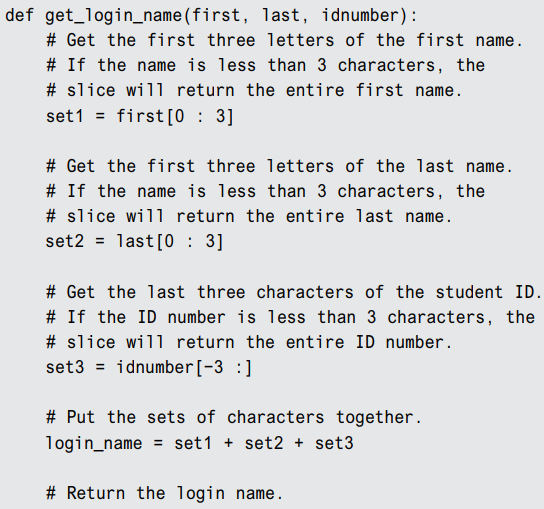 def get_login_name(first, last, idnumber):
    # Get the first three letters of the first name.
    # If the name is less than 3 characters, the
    # slice will return the entire first name.
    set1 = first[0 : 3]

    # Get the first three letters of the last name.
    # If the name is less than 3 characters, the
    # slice will return the entire last name.
    set2 = last[0 : 3]

    # Get the last three characters of the student ID.
    # If the ID number is less than 3 characters, the
    # slice will return the entire ID number.
    set3 = idnumber[−3 :]

    # Put the sets of characters together.
    login_name = set1 + set2 + set3

    # Return the login name.